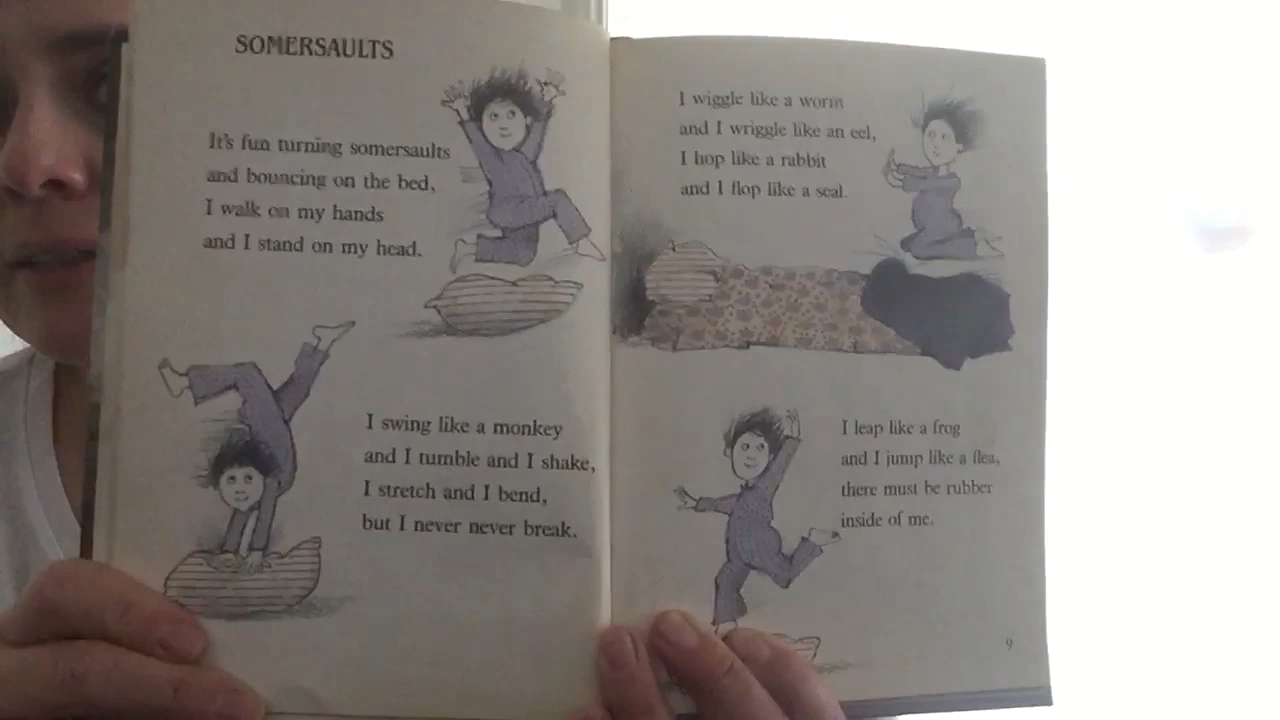 SOMERSAULTS
It's fun turning somersaults
and bouncing on the bed,
I walk on my hands
and I stand on my head.
I swing like a monkey
and I tumble and I shake,
I stretch and I bend,
but I never never break.
I wiggle like a worm
and I wriggle like an eel,
I hop like a rabbit
and I flop like a seal.
I leap like a frog
and I jump like a flea,
there must be rubber
inside of me.
9